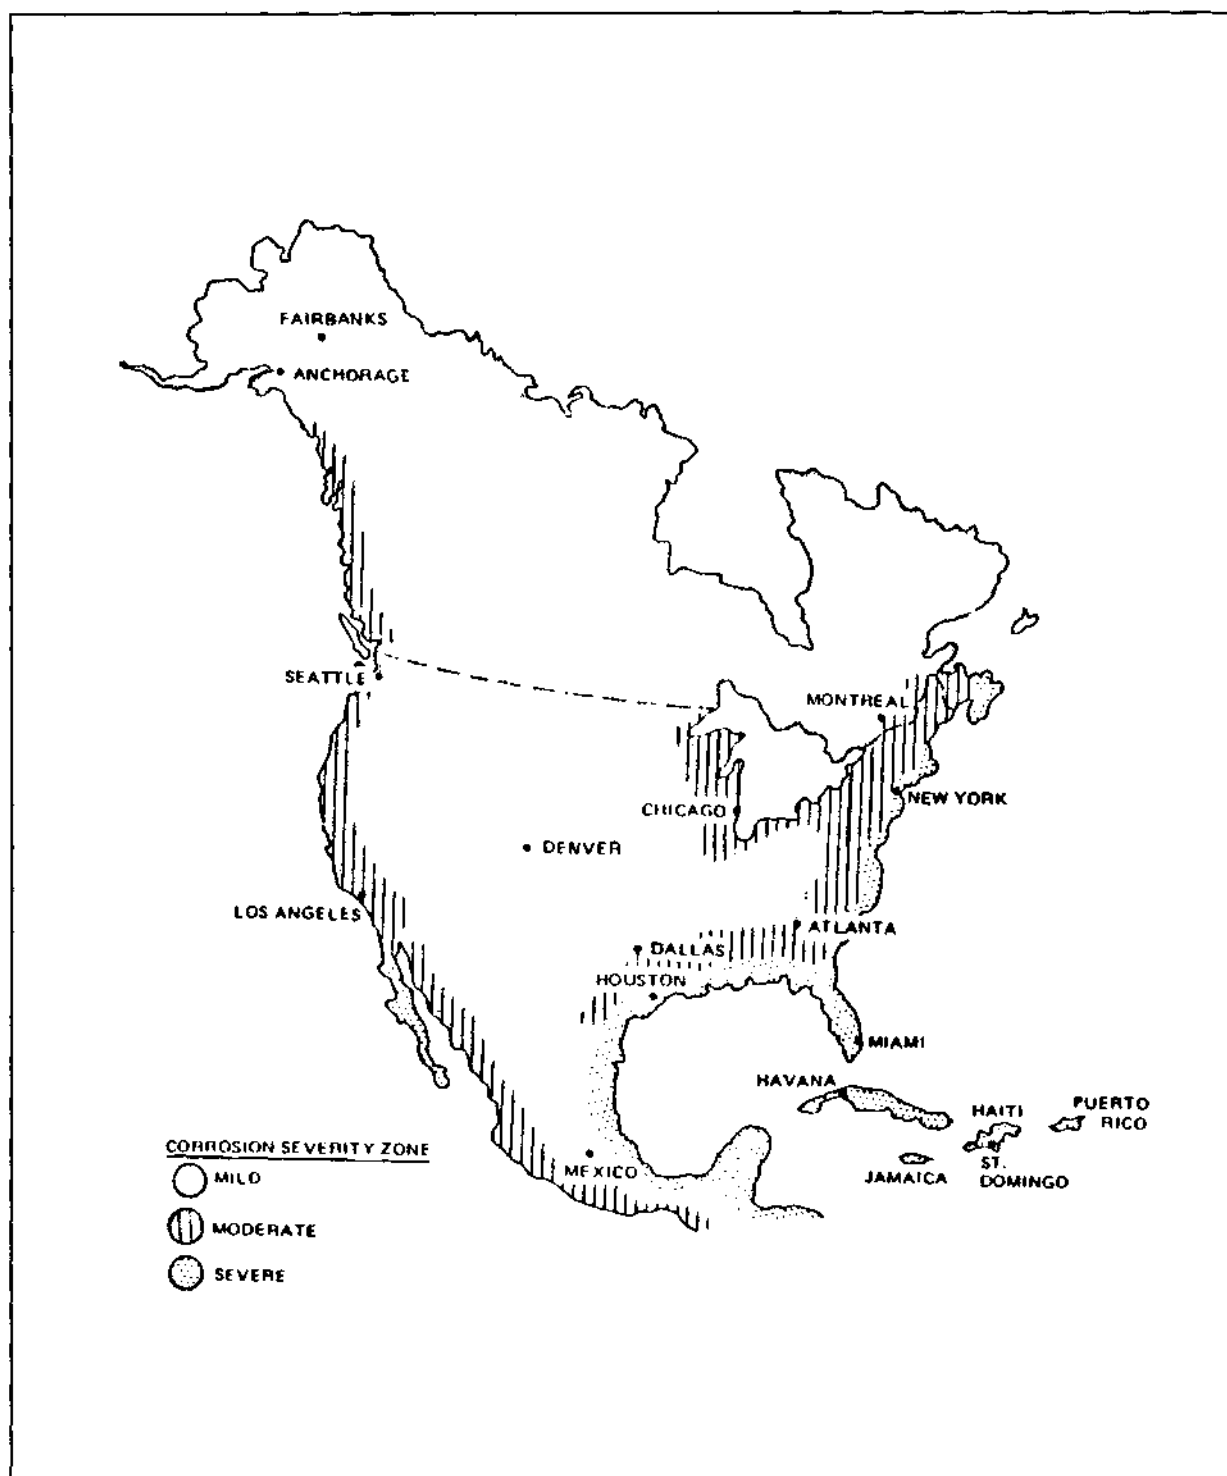 FAIRBANKS
ANCHORAGE
SEATTLE
MONTREAL
NEW YORK
CHICAGO
DENVER
LOS ANGELES
ATLANTA
DALLAS
HOUSTON
MIAMI
HAVANA
HAITI
PUERTO
RICO
JAMAICA
ST.
DOMINGO
MEXICO
CORROSION SEVERITY ZONE
MILD
MODERATE
SEVERE